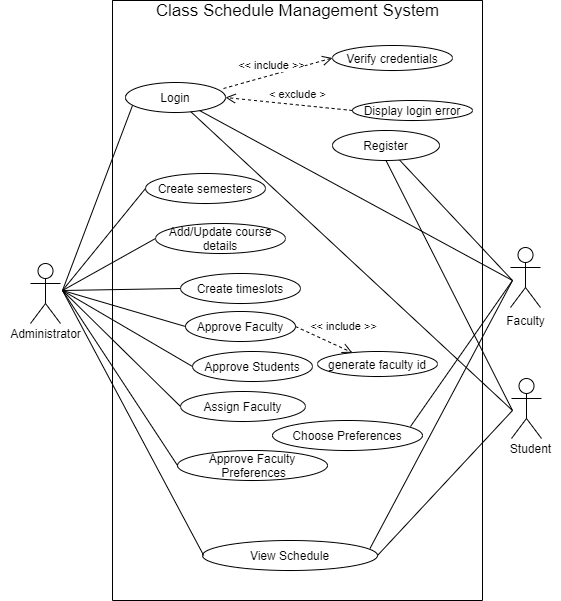 Class Schedule Management System
<< include >>
Verify credentials
Login
< exclude >
Display login error
Register
Create semesters
Add/Update course
details
Create timeslots
Approve Faculty
<< include >>
generate faculty id
Approve Students
Assign Faculty
Choose Preferences
Approve Faculty
Preferences
View Schedule
Administrator
Faculty
Student